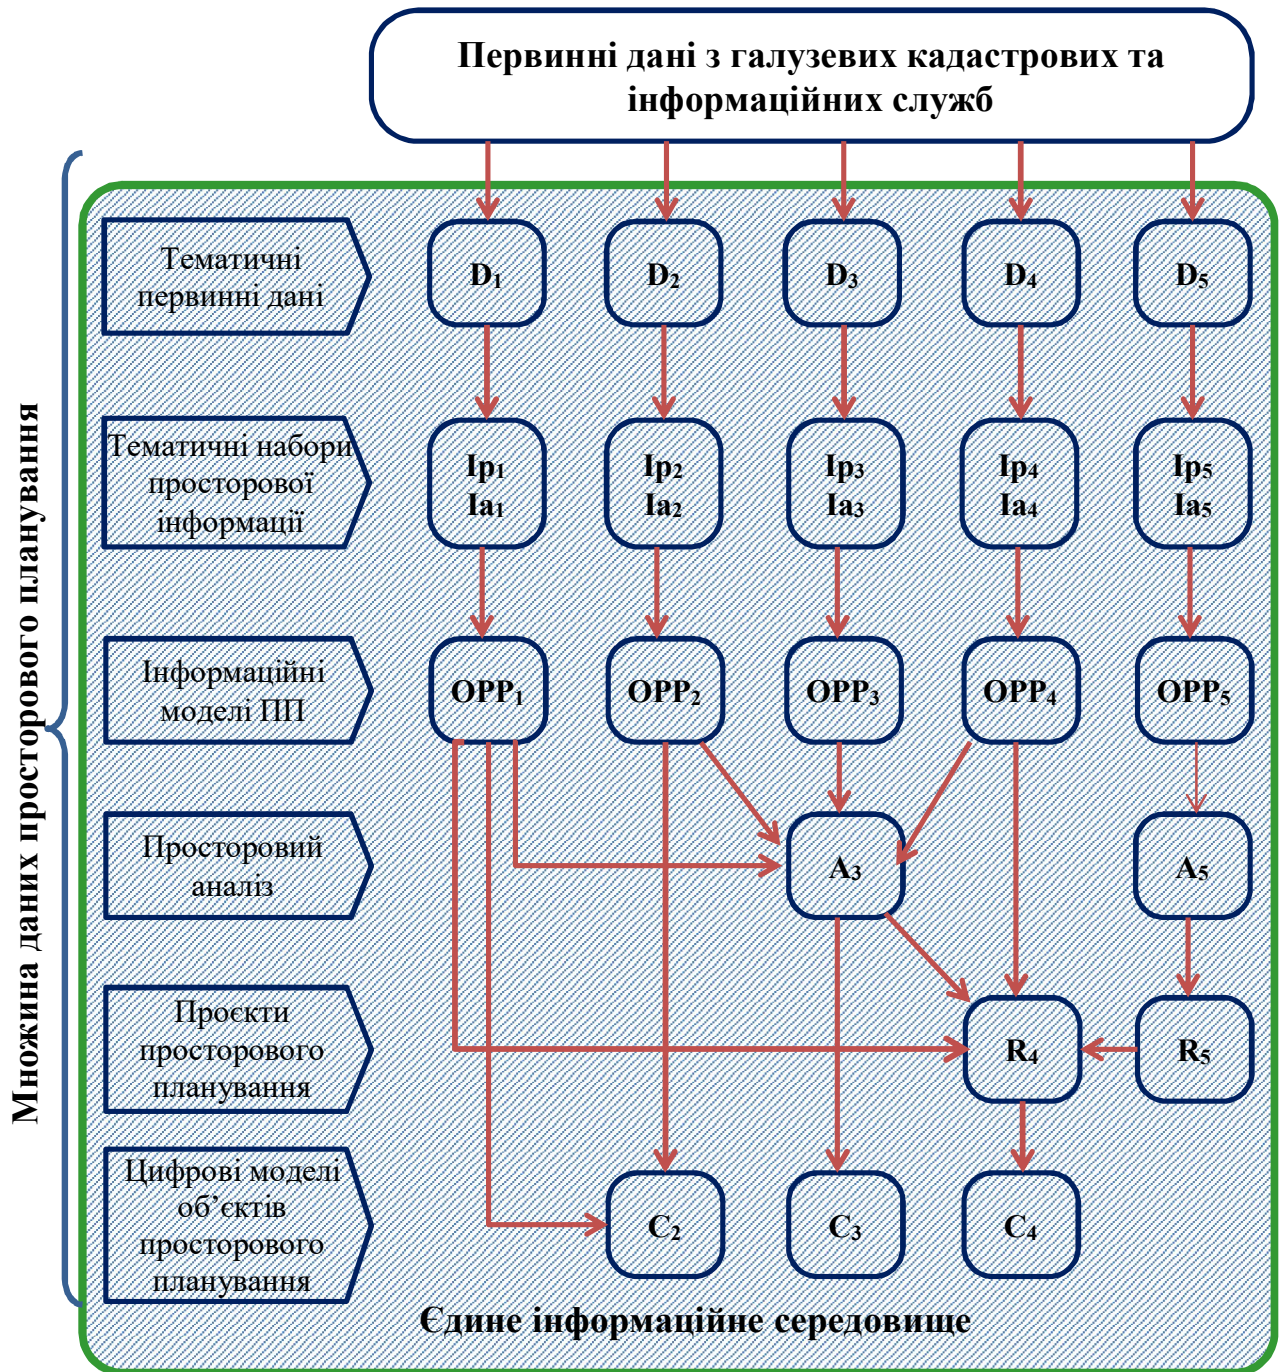 Первинні дані з галузевих кадастрових та
інформаційних служб
Множина даних просторового планування
Тематичні
первинні дані
D₁ D₂ D₃ D₄ D₅
Тематичні набори
просторової
інформації
Ip₁ Ip₂ Ip₃ Ip₄ Ip₅
Ia₁ Ia₂ Ia₃ Ia₄ Ia₅
Інформаційні
моделі ПП
OPP₁ OPP₂ OPP₃ OPP₄ OPP₅
Просторовий
аналіз
A₃ A₅
Проєкти
просторового
планування
R₄ R₅
Цифрові моделі
об’єктів
просторового
планування
C₂ C₃ C₄
Єдине інформаційне середовище